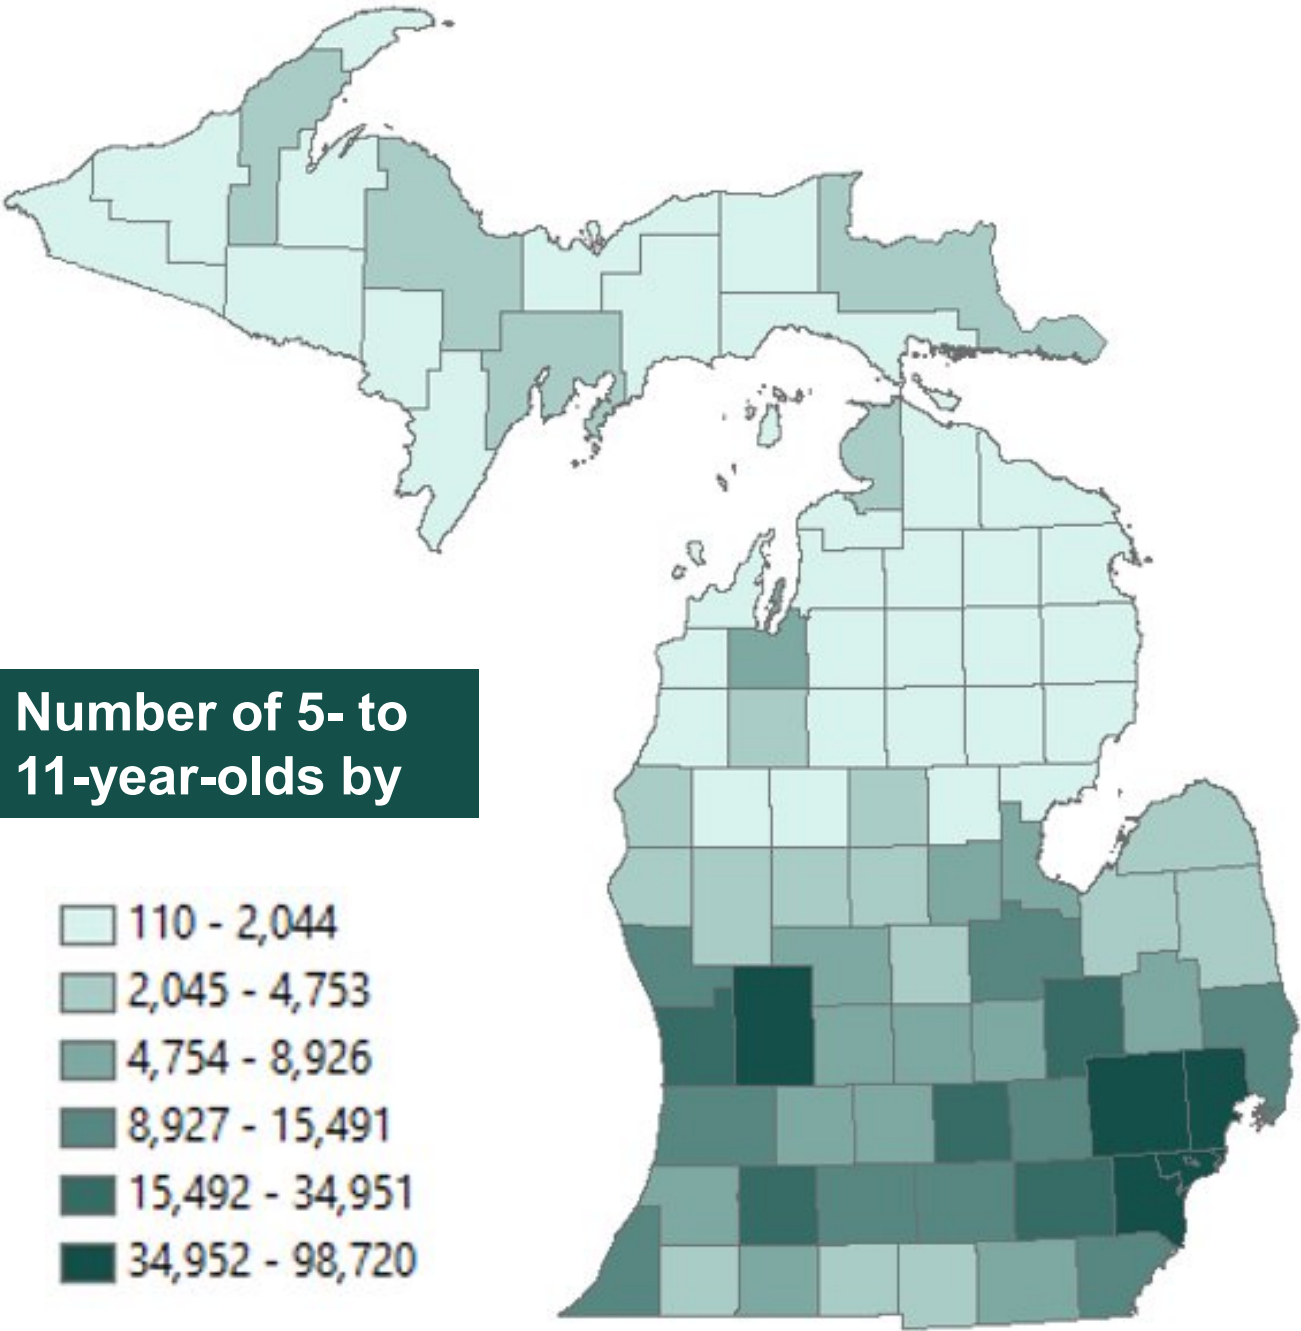 Number of 5- to
11-year-olds by
110 - 2,044
2,045 - 4,753
4,754 - 8,926
8,927 - 15,491
15,492 - 34,951
34,952 - 98,720